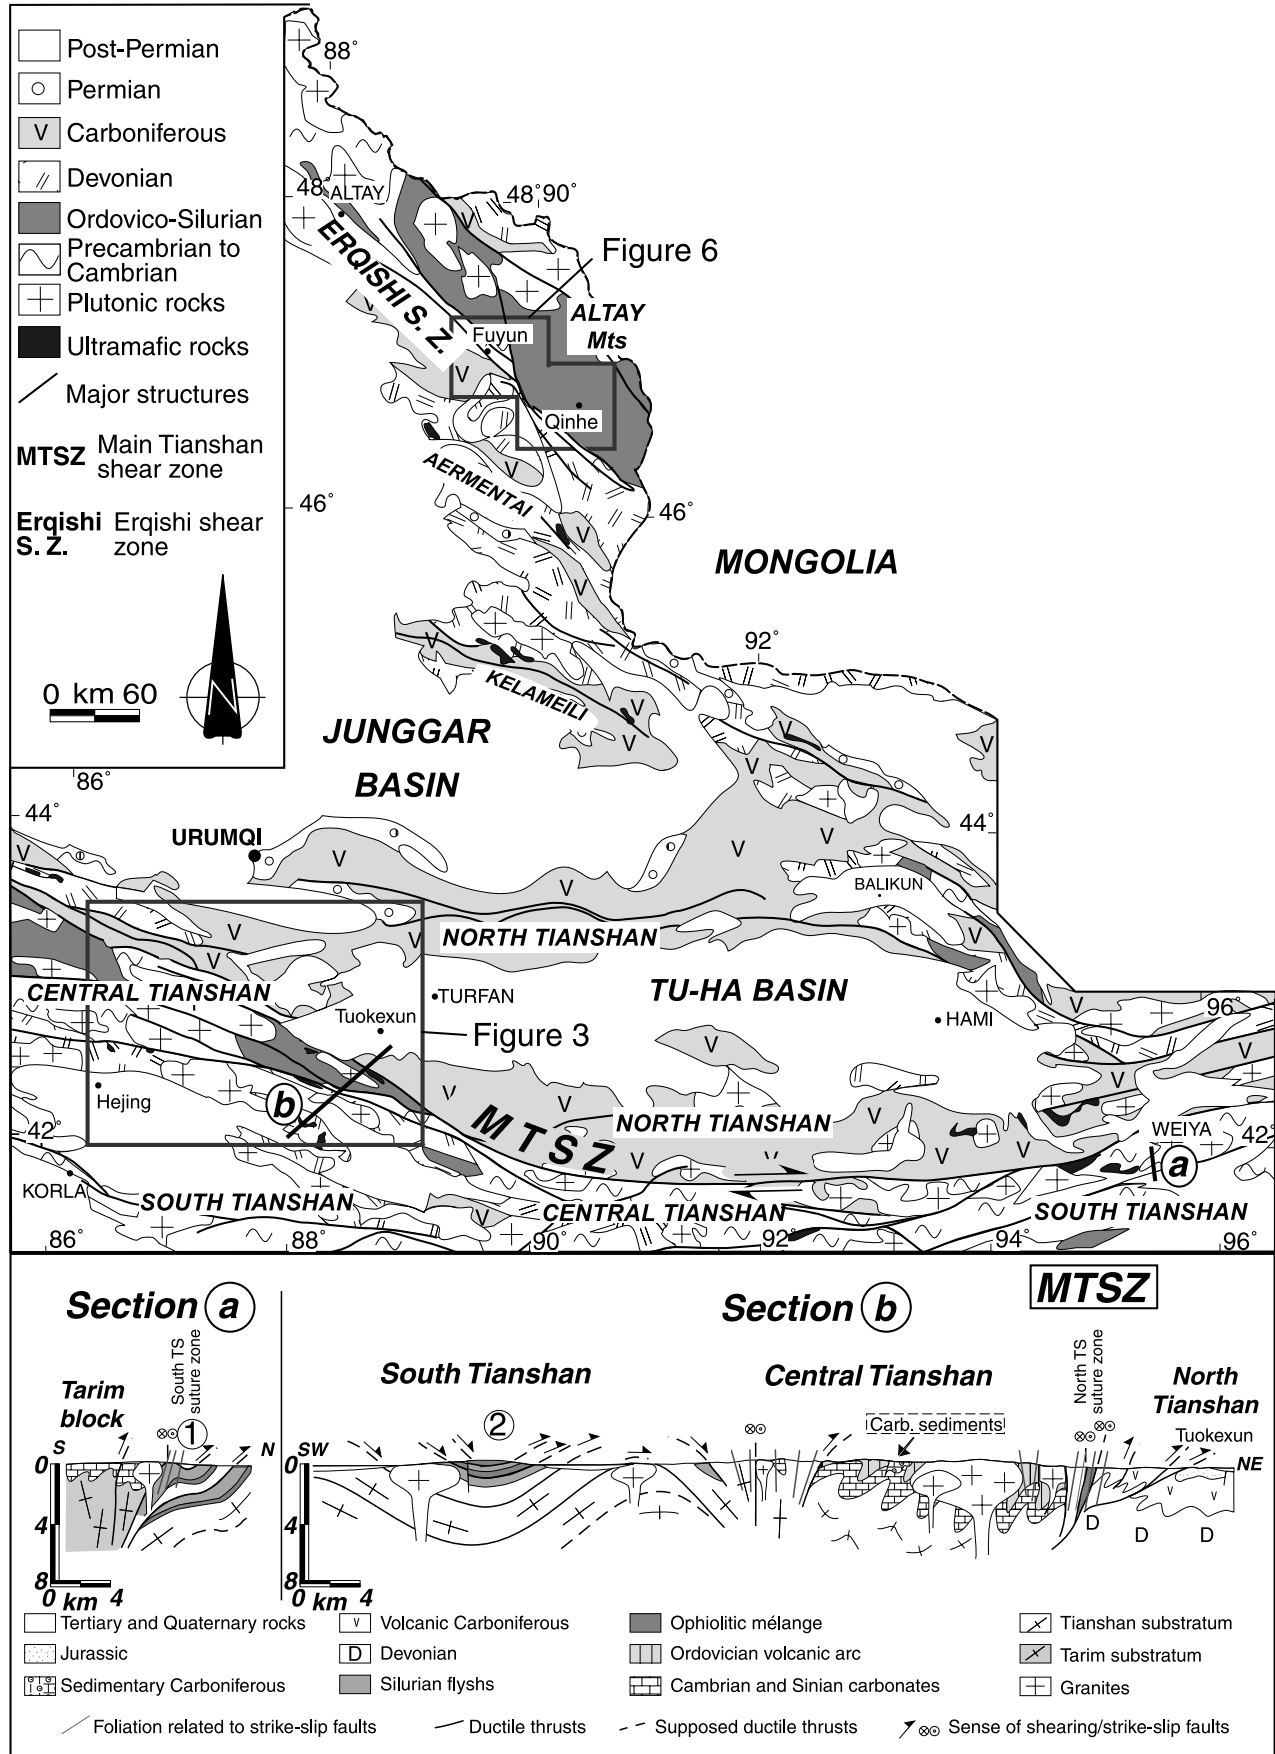 Post-Permian
Permian
V Carboniferous
Devonian
Ordovico-Silurian
Precambrian to
Cambrian
Plutonic rocks
Ultramafic rocks
Major structures
MTSZ Main Tianshan
shear zone
Erqishi Erqishi shear
S. Z. zone
0 km 60
N
88°
48°
ALTAY
48° 90°
ERQISHI S. Z.
Figure 6
ALTAY
Mts
Fuyun
Qinhe
AERMENTAI
46°
46°
MONGOLIA
92°
KELAMEILI
JUNGGAR
BASIN
86°
44°
44°
URUMQI
BALIKUN
NORTH TIANSHAN
CENTRAL TIANSHAN
TURFAN
TU-HA BASIN
Tuokexun
Figure 3
HAMI
96°
Hejing
b
MTSZ
NORTH TIANSHAN
WEIYA
42°
42°
a
KORLA
SOUTH TIANSHAN
CENTRAL TIANSHAN
SOUTH TIANSHAN
86°
88°
90°
92°
94°
96°
Section a
Section b
MTSZ
South TS
suture zone
South Tianshan
Central Tianshan
North TS
suture zone
North
Tianshan
Tarim
block
1
2
Carb. sediments
Tuokexun
S
N
SW
NE
0
4
8
0 km 4
0
4
8
0 km 4
D
D
D
Tertiary and Quaternary rocks
v Volcanic Carboniferous
Ophiolitic mélange
Tianshan substratum
Jurassic
D Devonian
Ordovician volcanic arc
Tarim substratum
Sedimentary Carboniferous
Silurian flyshs
Cambrian and Sinian carbonates
Granites
Foliation related to strike-slip faults
Ductile thrusts
Supposed ductile thrusts
Sense of shearing/strike-slip faults